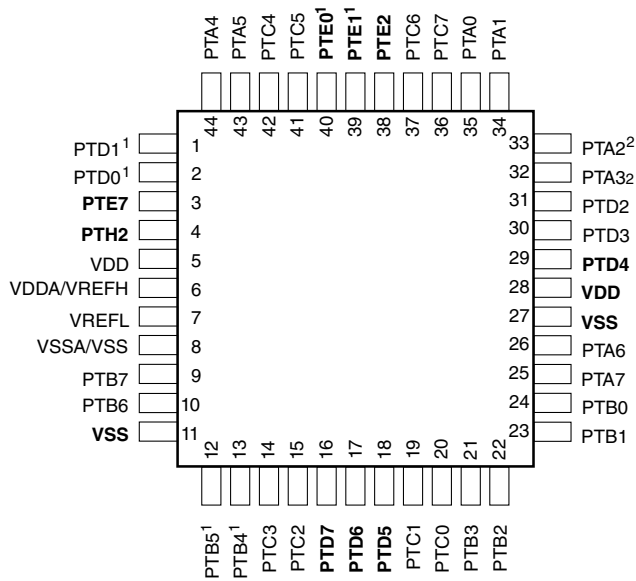 PTA4 PTA5 PTC4 PTC5 PTE0¹ PTE1¹ PTE2 PTC6 PTC7 PTA0 PTA1
44 43 42 41 40 39 38 37 36 35 34
PTD1¹ 1 33 PTA2²
PTD0¹ 2 32 PTA32
PTE7 3 31 PTD2
PTH2 4 30 PTD3
VDD 5 29 PTD4
VDDA/VREFH 6 28 VDD
VREFL 7 27 VSS
VSSA/VSS 8 26 PTA6
PTB7 9 25 PTA7
PTB6 10 24 PTB0
VSS 11 23 PTB1
12 13 14 15 16 17 18 19 20 21 22
PTB5¹ PTB4¹ PTC3 PTC2 PTD7 PTD6 PTD5 PTC1 PTC0 PTB3 PTB2